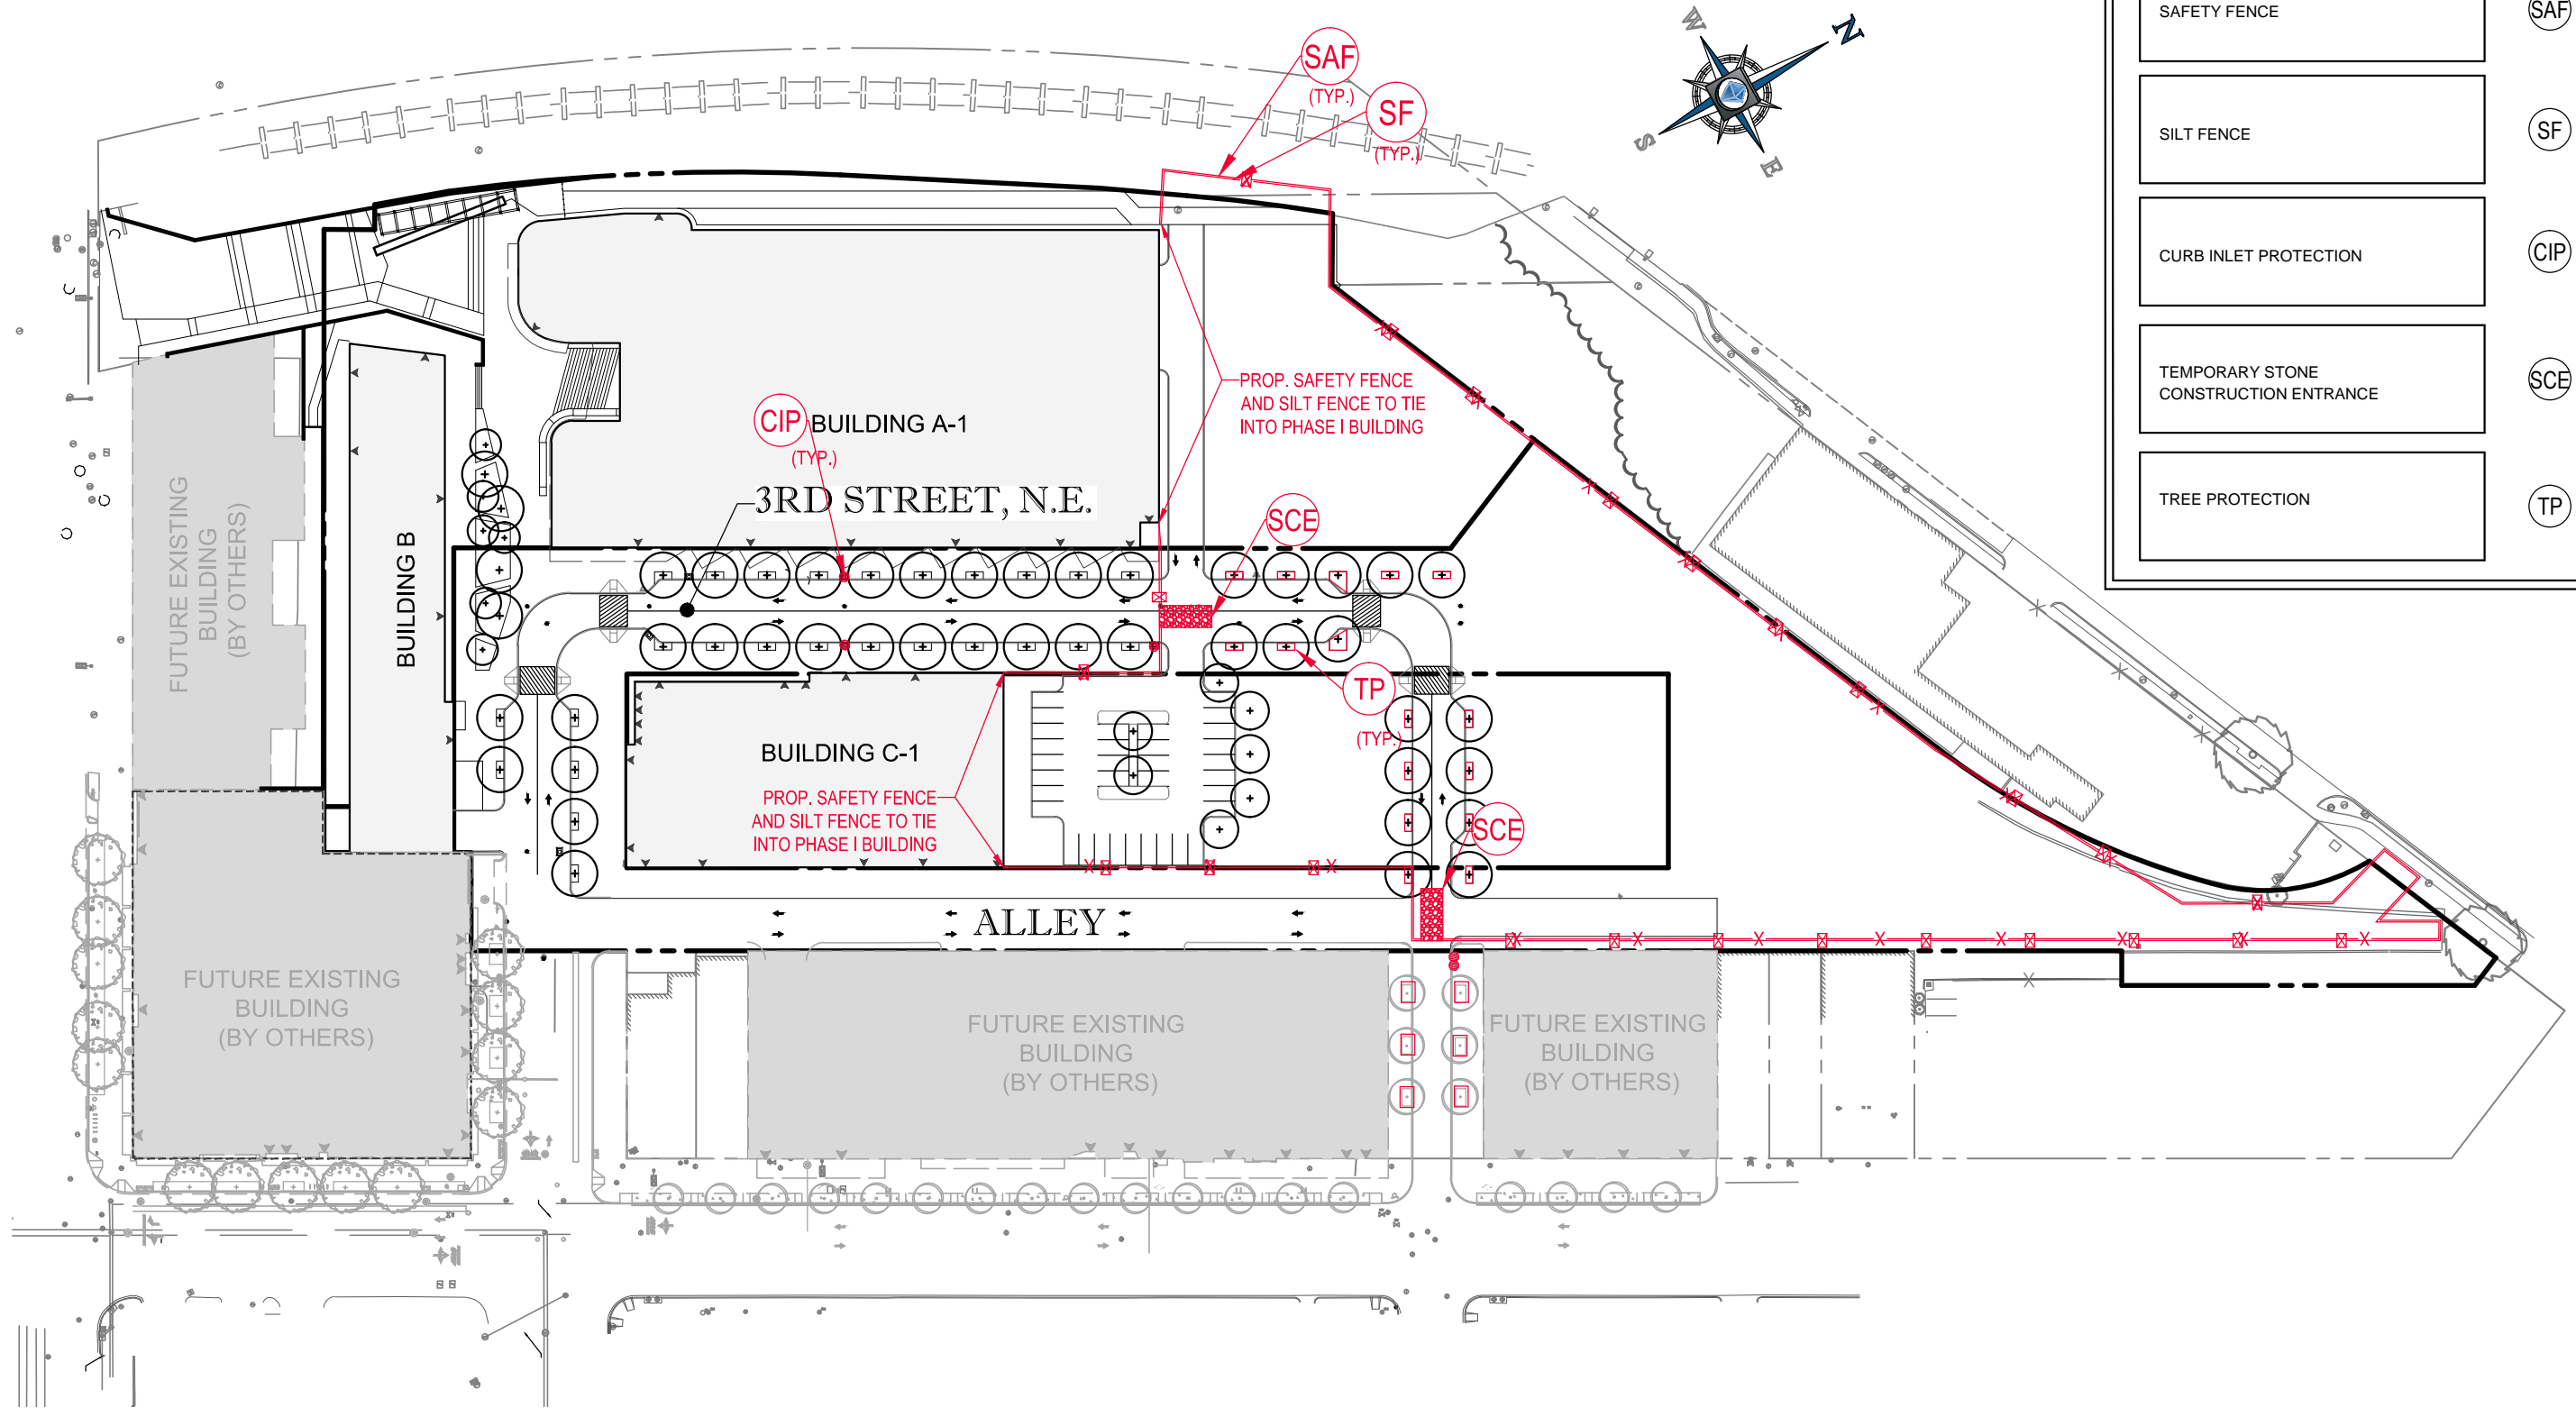 SAFETY FENCE
SAF
SILT FENCE
SF
CURB INLET PROTECTION
CIP
TEMPORARY STONE
CONSTRUCTION ENTRANCE
SCE
TREE PROTECTION
TP
W
N
S
E
SAF
(TYP.)
SF
(TYP.)
PROP. SAFETY FENCE
AND SILT FENCE TO TIE
INTO PHASE I BUILDING
CIP
(TYP.)
BUILDING A-1
3RD STREET, N.E.
SCE
FUTURE EXISTING
BUILDING
(BY OTHERS)
BUILDING B
TP
(TYP.)
BUILDING C-1
PROP. SAFETY FENCE
AND SILT FENCE TO TIE
INTO PHASE I BUILDING
SCE
ALLEY
FUTURE EXISTING
BUILDING
(BY OTHERS)
FUTURE EXISTING
BUILDING
(BY OTHERS)
FUTURE EXISTING
BUILDING
(BY OTHERS)